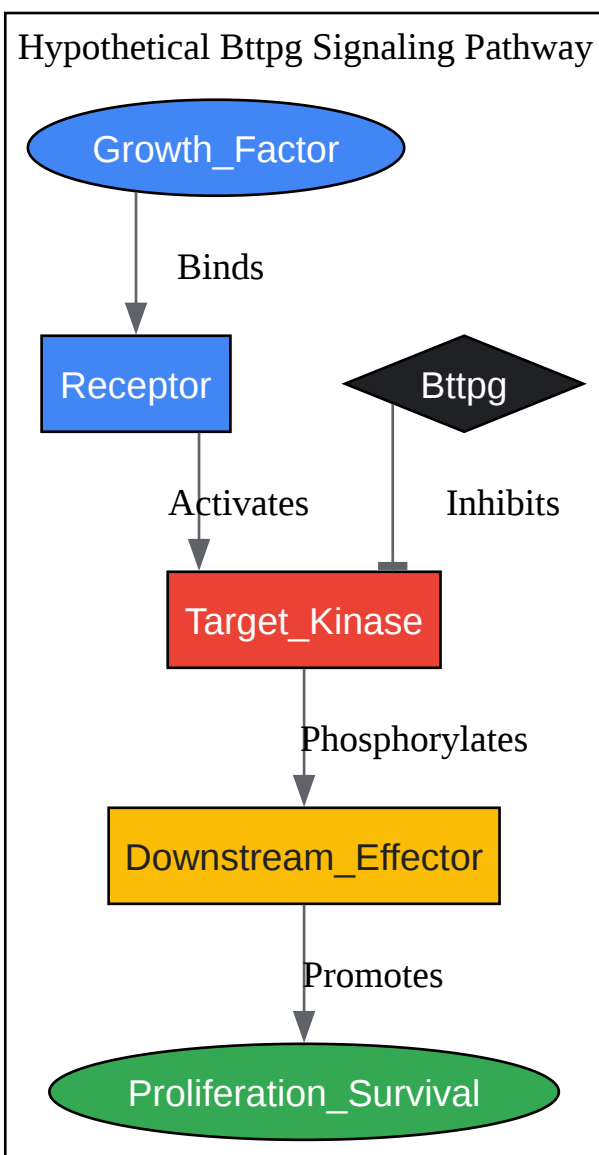 Hypothetical Bttpg Signaling Pathway
Growth_Factor
Binds
Receptor
Bttpg
Activates
Inhibits
Target_Kinase
Phosphorylates
Downstream_Effector
Promotes
Proliferation_Survival